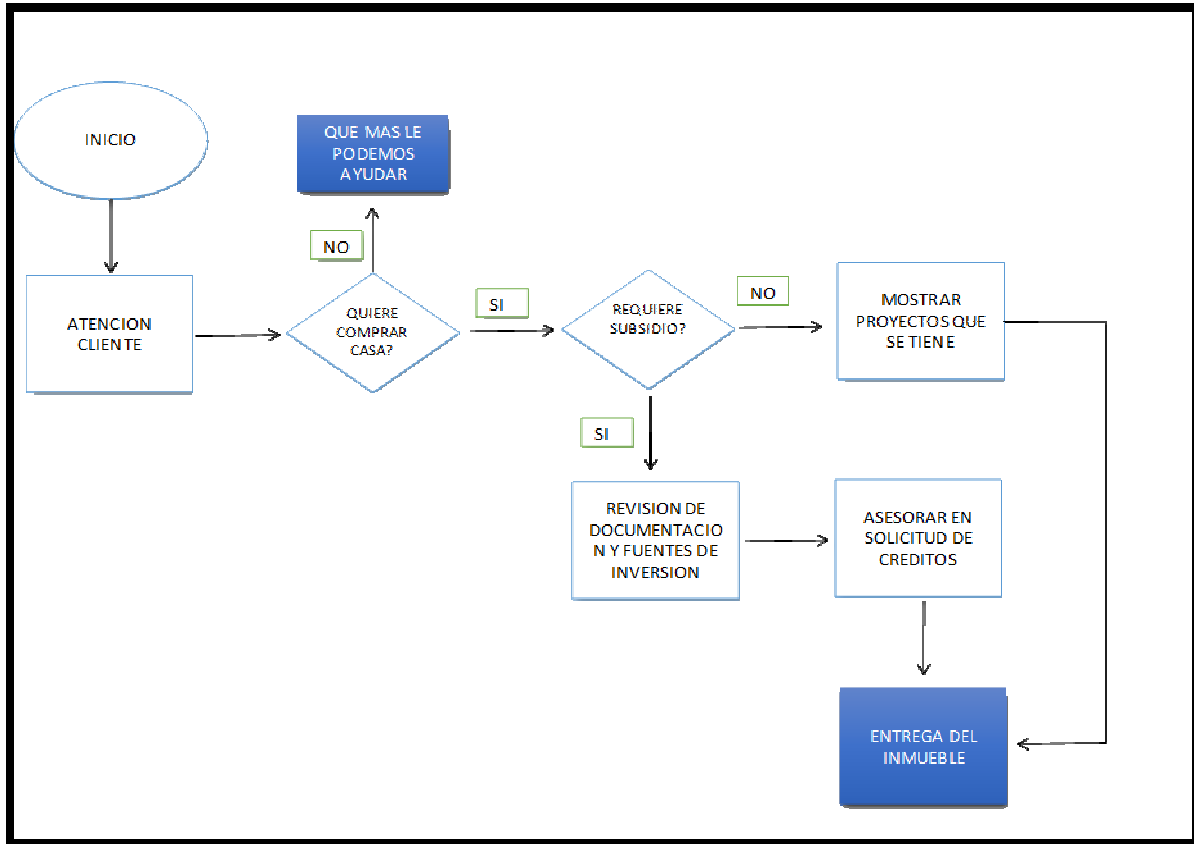 INICIO
QUE MAS LE
PODEMOS
AYUDAR
NO
ATENCION
CLIENTE
QUIERE
COMPRAR
CASA?
SI
REQUIERE
SUBSIDIO?
NO
MOSTRAR
PROYECTOS QUE
SE TIENE
SI
REVISION DE
DOCUMENTACIO
N Y FUENTES DE
INVERSION
ASESORAR EN
SOLICITUD DE
CREDITOS
ENTREGA DEL
INMUEBLE